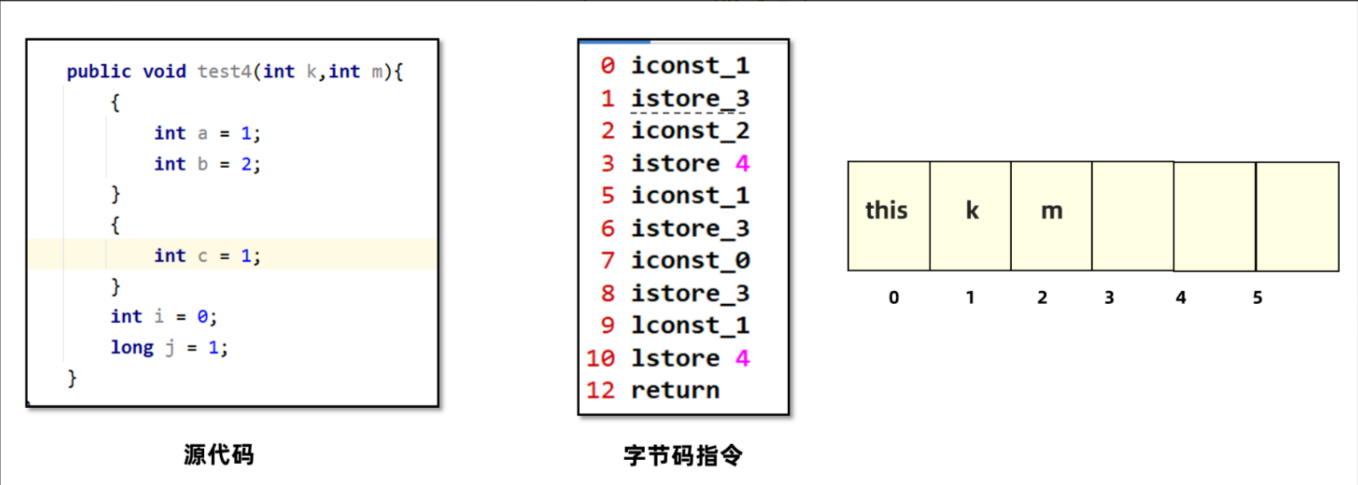 public void test4(int k,int m){
{
int a = 1;
int b = 2;
}
{
int c = 1;
}
int i = 0;
long j = 1;
}
源代码
0 iconst_1
1 istore_3
2 iconst_2
3 istore 4
5 iconst_1
6 istore_3
7 iconst_0
8 istore_3
9 lconst_1
10 lstore 4
12 return
字节码指令
this k m
0 1 2 3 4 5